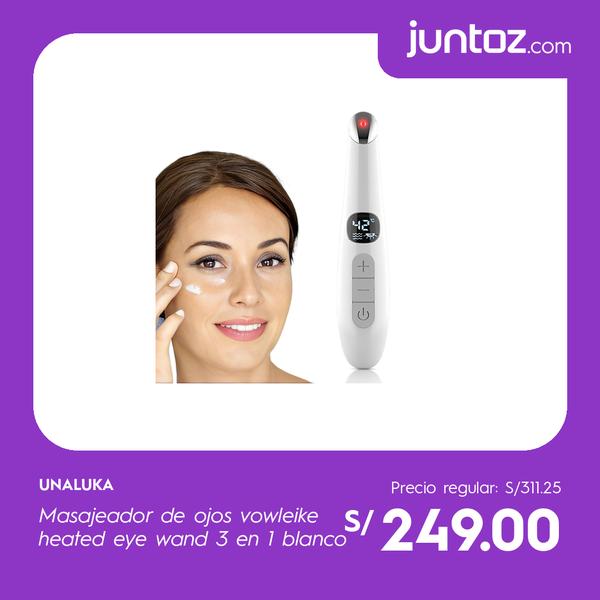 juntoz.com
42°C
+
−
UNALUKA
Masajeador de ojos vowleike
heated eye wand 3 en 1 blanco
Precio regular: S/311.25
S/ 249.00